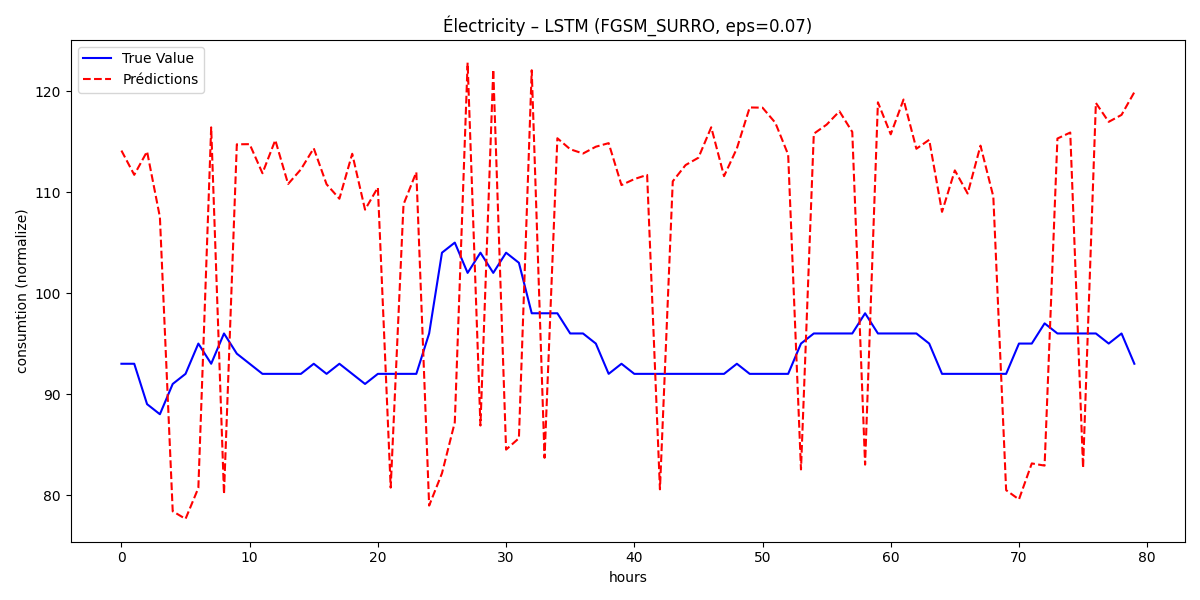 Électricity – LSTM (FGSM_SURRO, eps=0.07)
True Value
Prédictions
consumtion (normalize)
120
110
100
90
80
0 10 20 30 40 50 60 70 80
hours